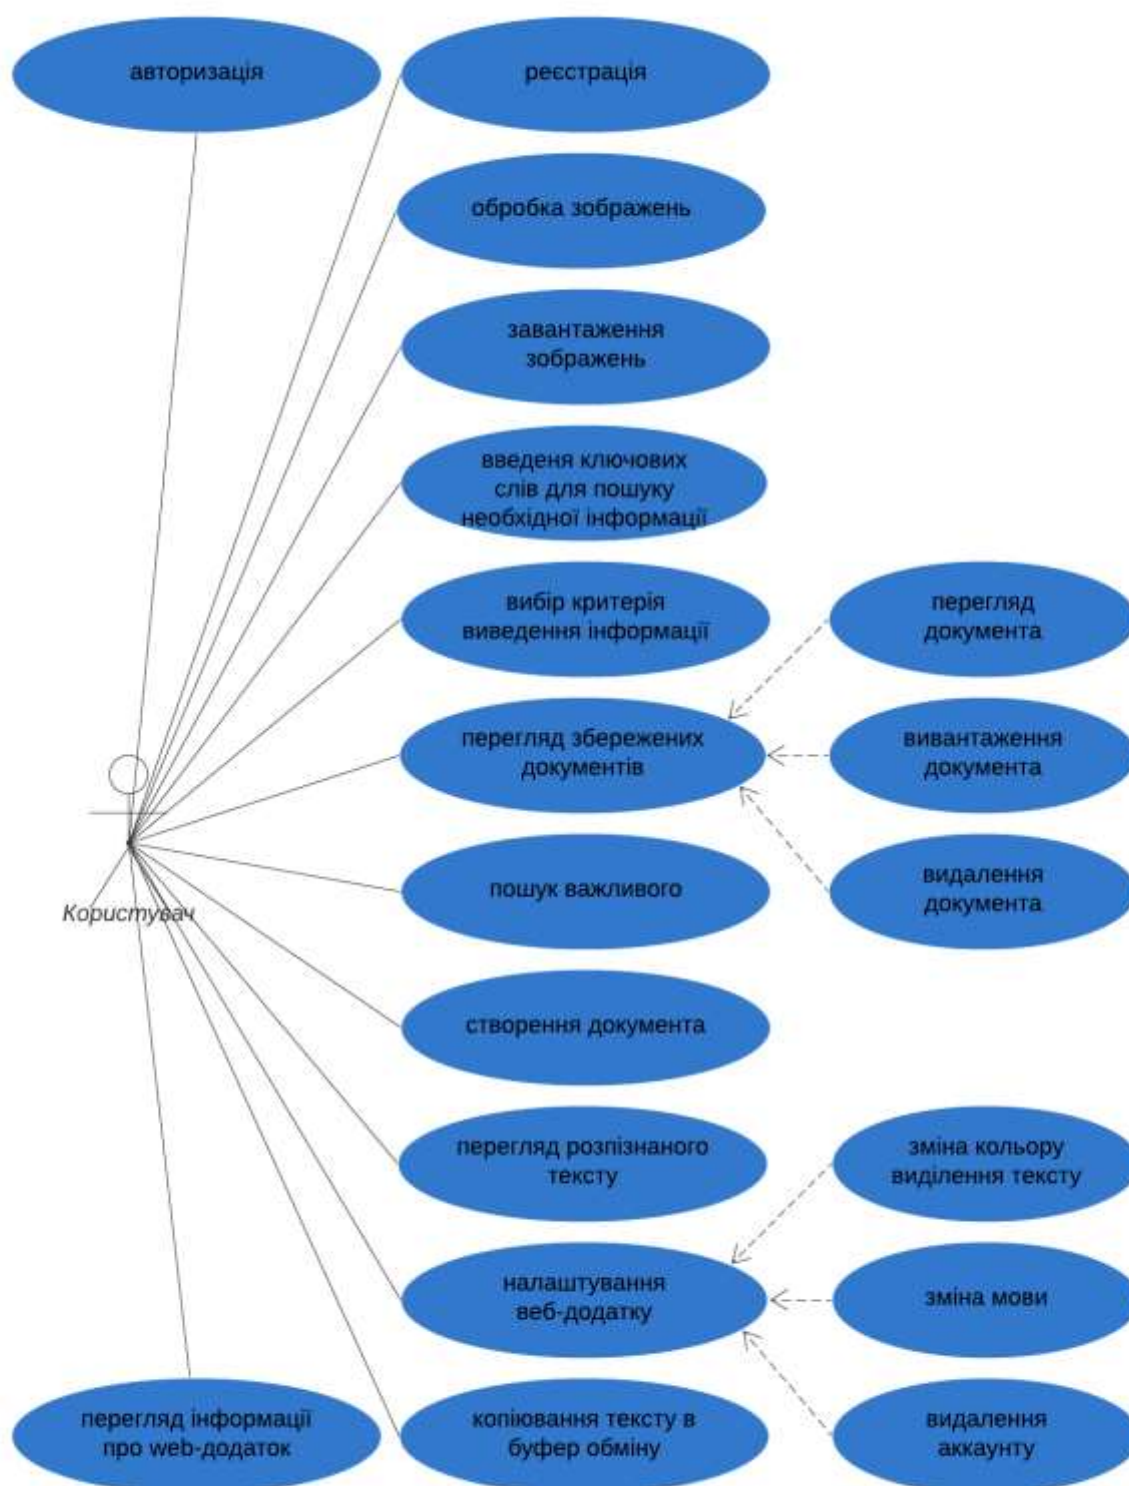 авторизація
реєстрація
обробка зображень
завантаження
зображень
введеня ключових
слів для пошуку
необхідної інформації
вибір критерія
виведення інформації
перегляд
документа
перегляд збережених
документів
вивантаження
документа
пошук важливого
видалення
документа
Користувач
створення документа
перегляд розпізнаного
тексту
зміна кольору
виділення тексту
налаштування
веб-додатку
зміна мови
перегляд інформації
про web-додаток
копіювання тексту в
буфер обміну
видалення
аккаунту